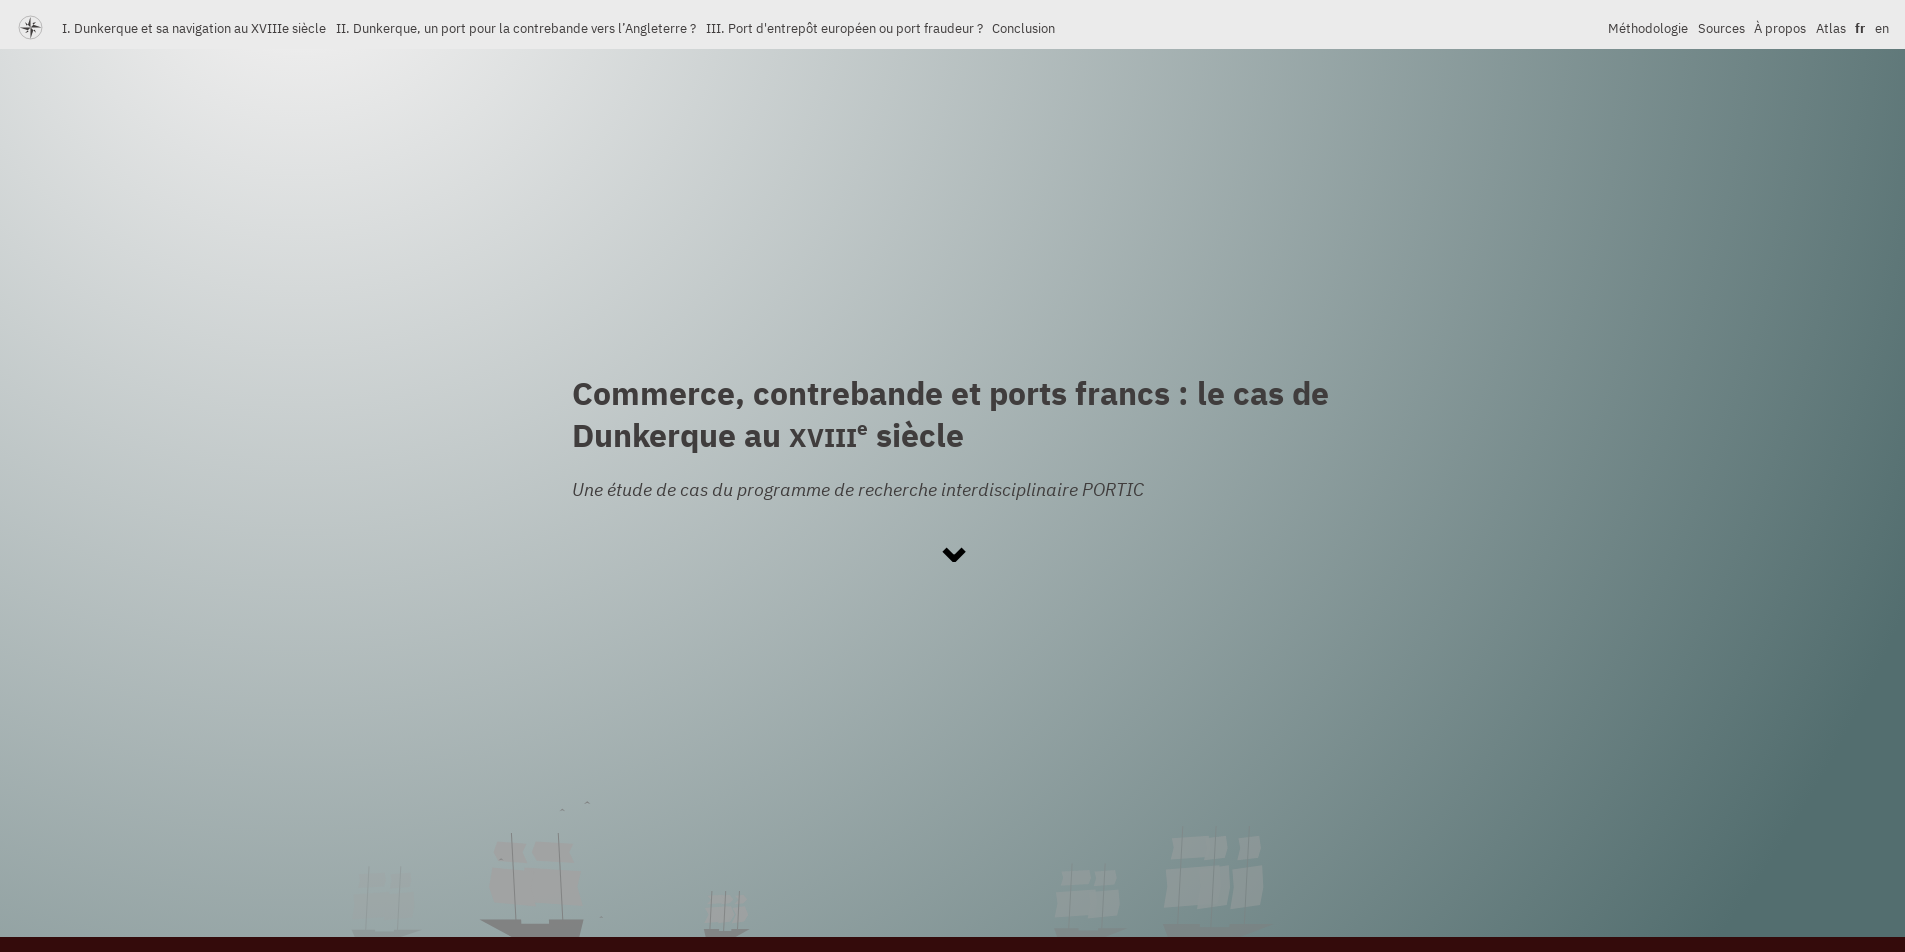 I. Dunkerque et sa navigation au XVIIIe siècle II. Dunkerque, un port pour la contrebande vers l’Angleterre ? III. Port d'entrepôt européen ou port fraudeur ? Conclusion Méthodologie Sources À propos Atlas fr en
Commerce, contrebande et ports francs : le cas de
Dunkerque au XVIIIe siècle
Une étude de cas du programme de recherche interdisciplinaire PORTIC